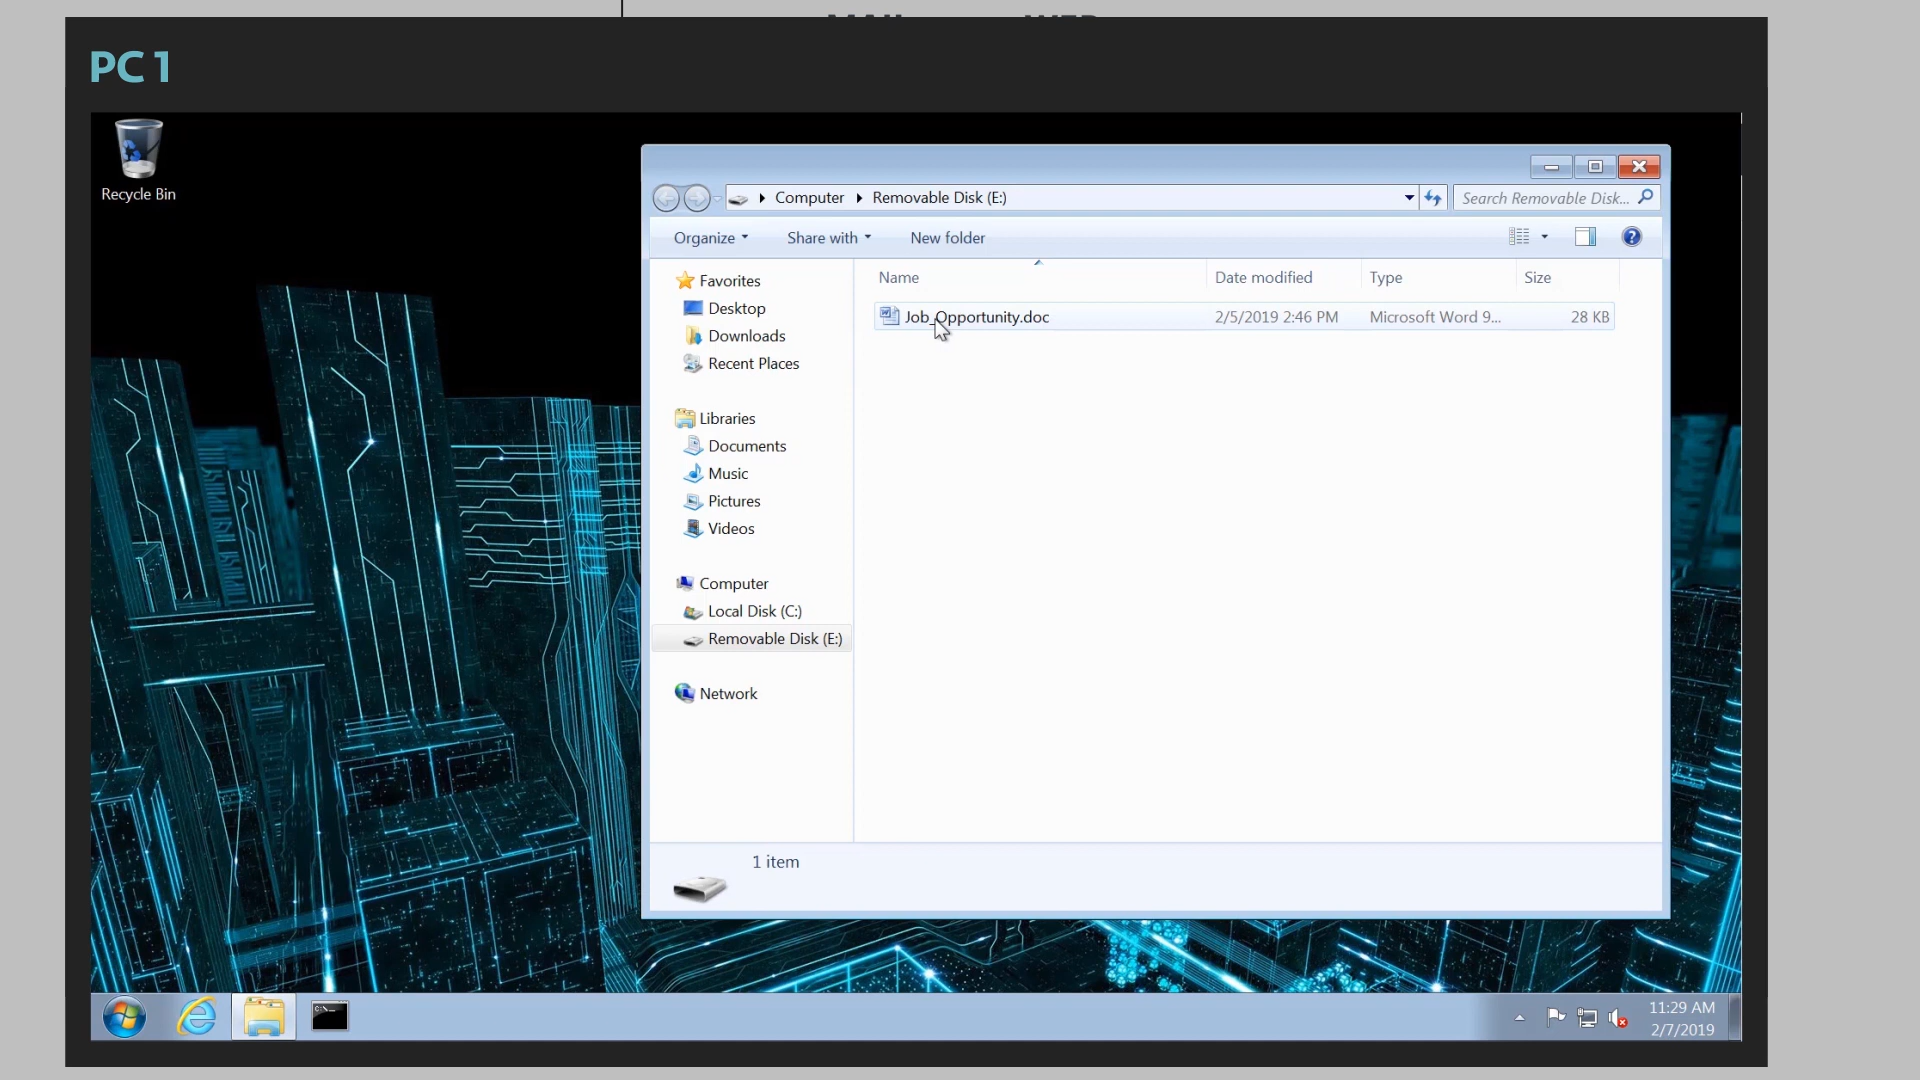 PC 1
Recycle Bin
Computer
Removable Disk (E:)
Search Removable Disk...
Organize
Share with
New folder
Name
Date modified
Type
Size
Job_Opportunity.doc
2/5/2019 2:46 PM
Microsoft Word 9...
28 KB
Favorites
Desktop
Downloads
Recent Places
Libraries
Documents
Music
Pictures
Videos
Computer
Local Disk (C:)
Removable Disk (E:)
Network
1 item
11:29 AM
2/7/2019